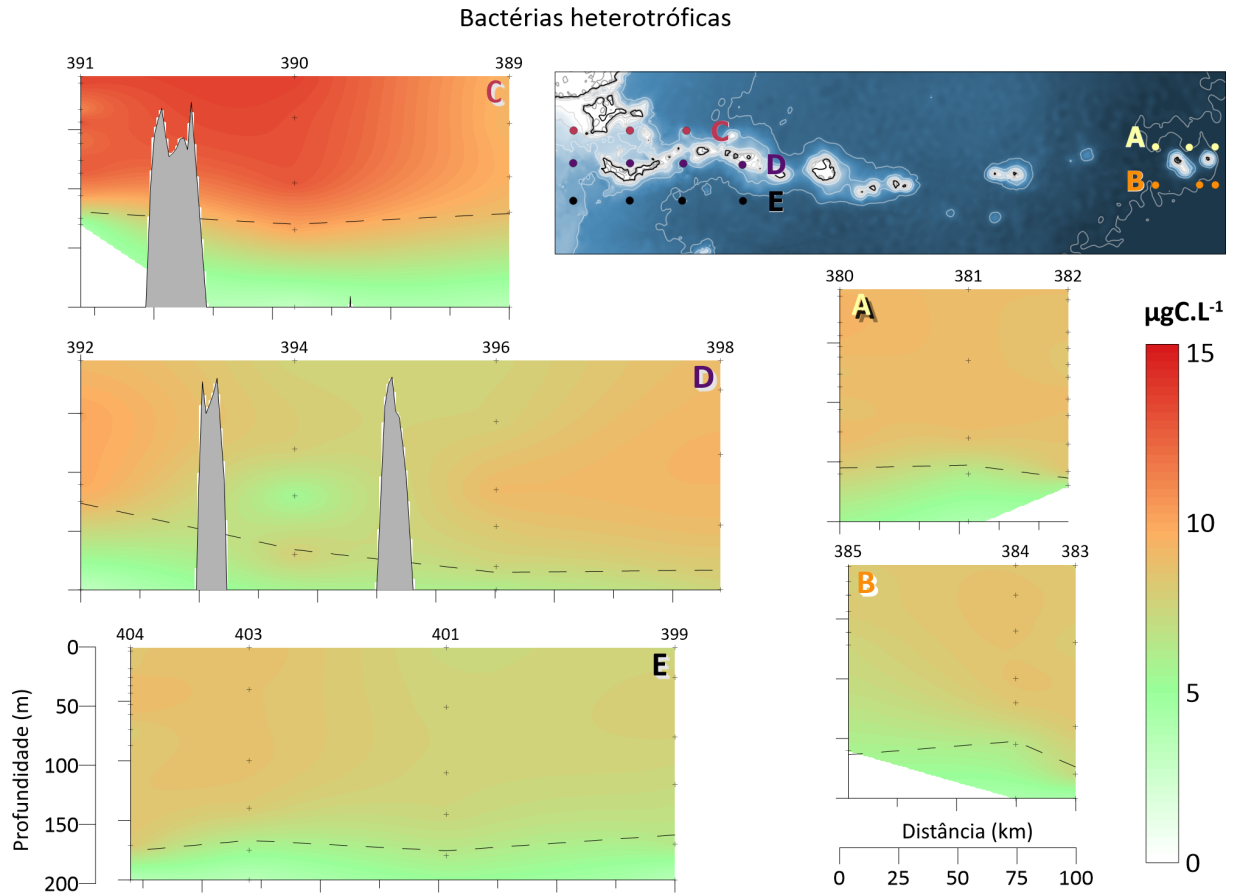 Bactérias heterotróficas
391 390 389
C
C
D
E
A
B
380 381 382
A
µgC.L⁻¹
15
10
5
0
392 394 396 398
D
385 384 383
B
404 403 401 399
E
Profundidade (m)
0
50
100
150
200
Distância (km)
0 25 50 75 100